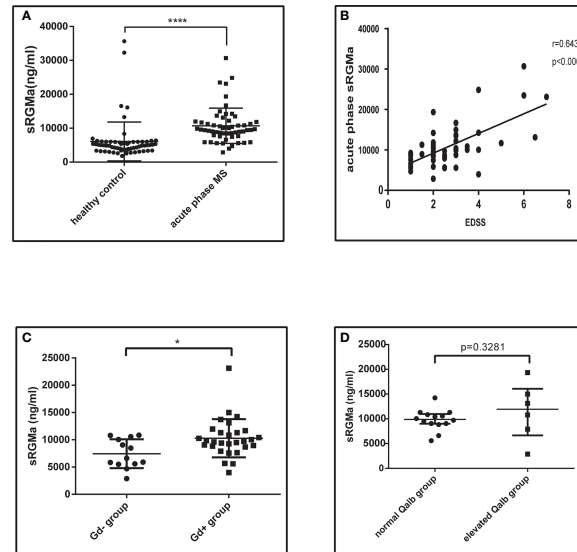 A
****
sRGMa(ng/ml)
40000
30000
20000
10000
0
healthy control
acute phase MS
B
r=0.643
acute phase sRGMa
40000
30000
20000
10000
0
0
2
4
6
8
EDSS
C
*
sRGMa (ng/ml)
25000
20000
15000
10000
5000
0
Gd- group
Gd+ group
D
p=0.3281
sRGMa (ng/ml)
25000
20000
15000
10000
5000
0
normal Qalb group
elevated Qalb group